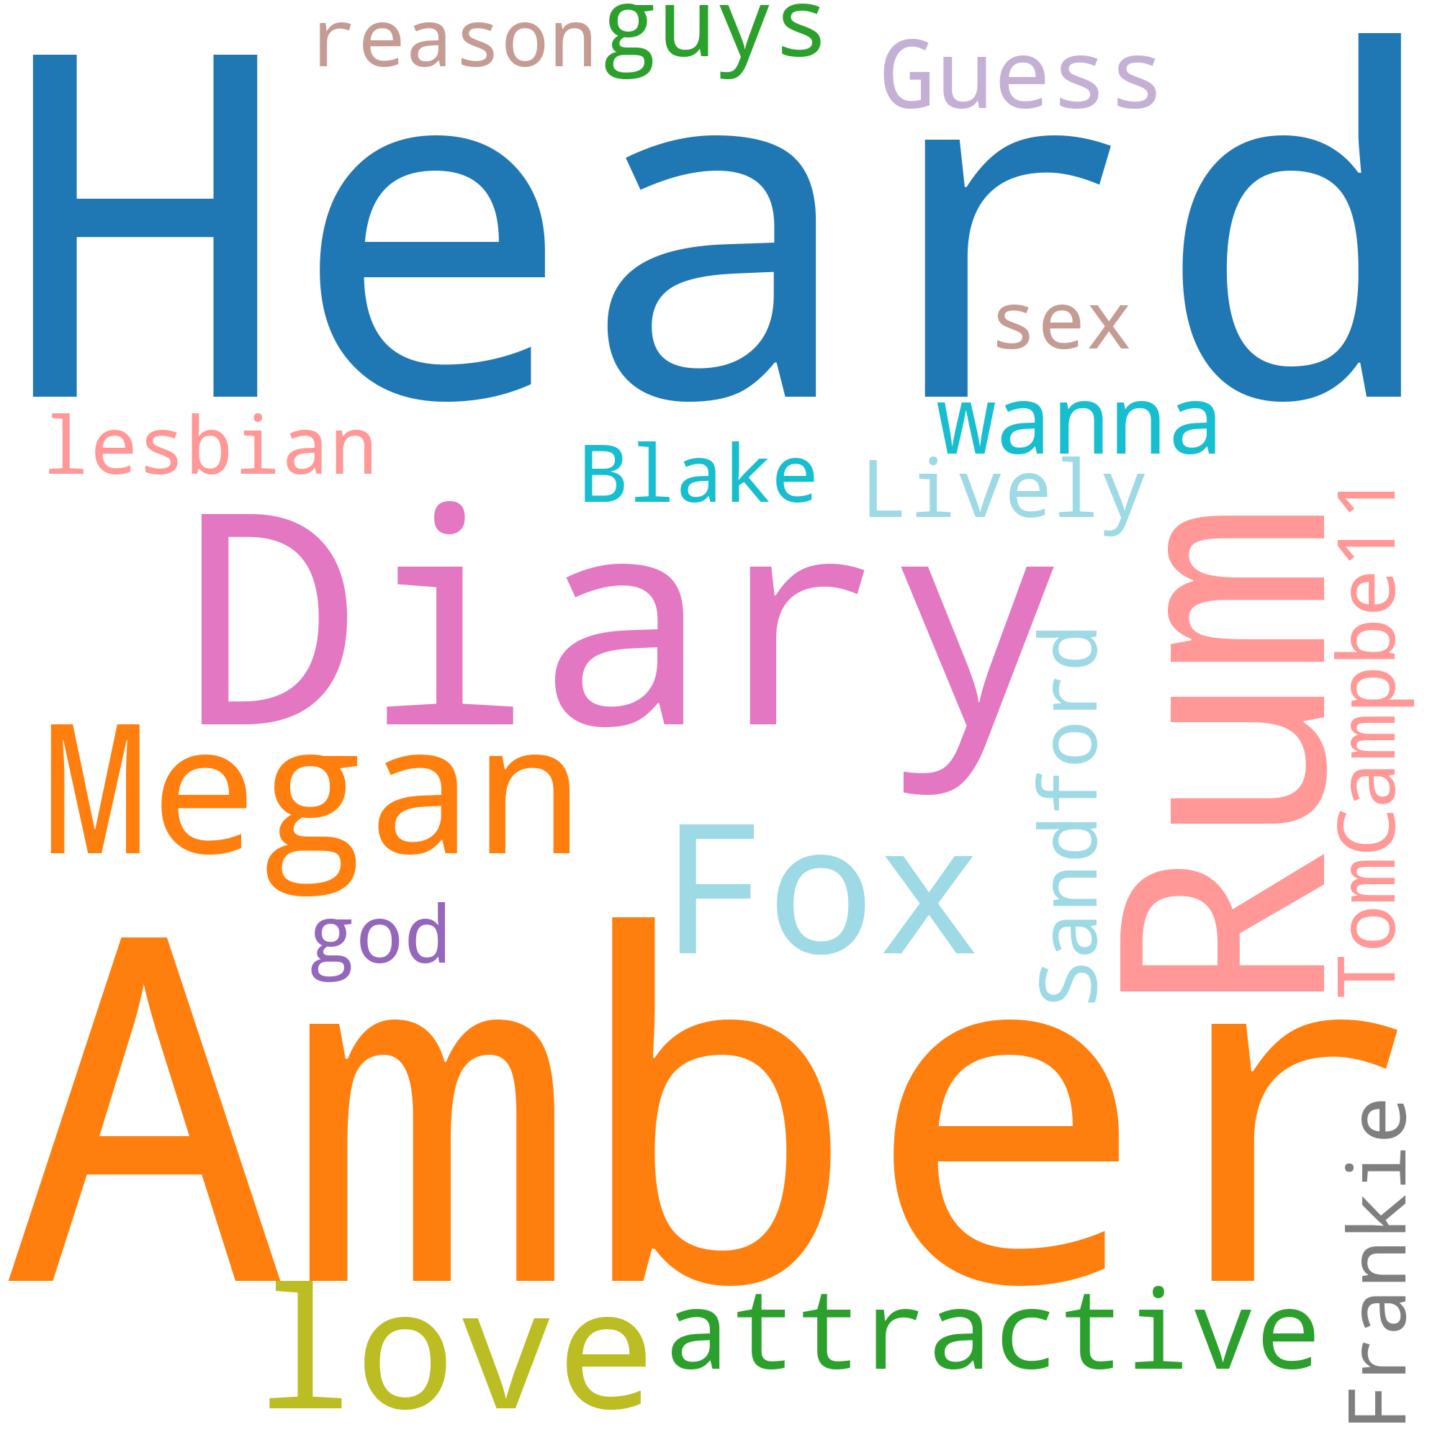 reason
guys
Guess
Heard
sex
wanna
lesbian
Blake
Lively
Diary
Rum
TomCampbe11
Sandford
Megan
Fox
god
Amber
Frankie
love
attractive